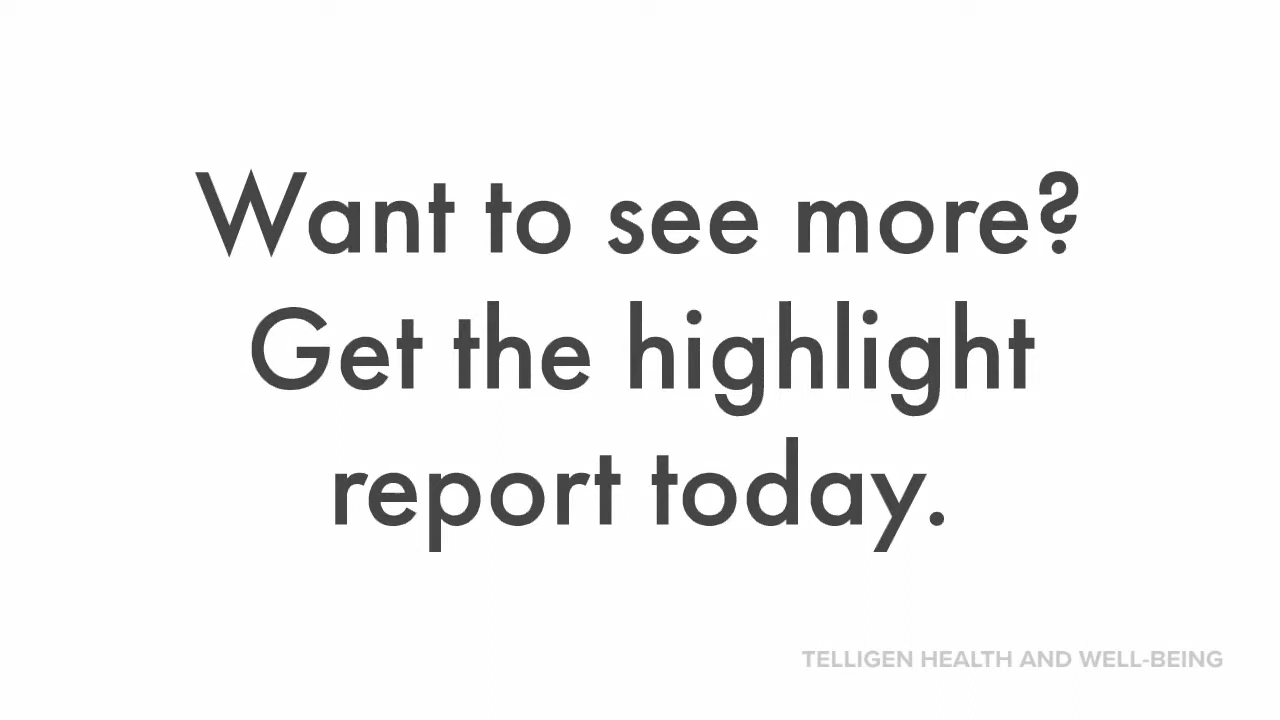 Want to see more?
Get the highlight
report today.
TELLIGEN HEALTH AND WELL-BEING